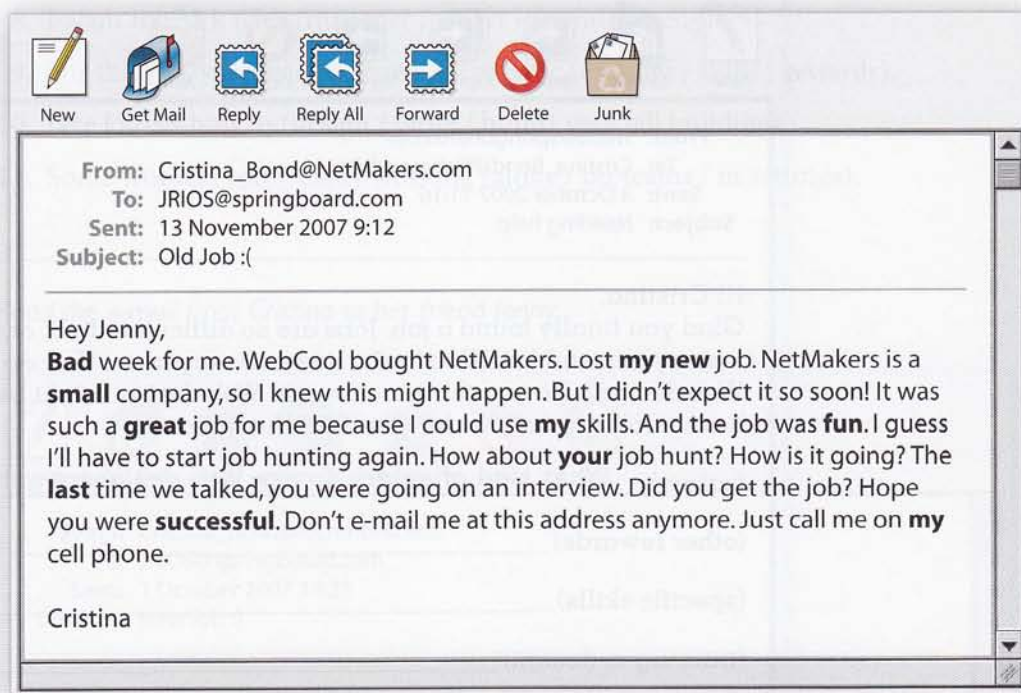 New Get Mail Reply Reply All Forward Delete Junk
From: Cristina_Bond@NetMakers.com
To: JRIOS@springboard.com
Sent: 13 November 2007 9:12
Subject: Old Job :(
Hey Jenny,
Bad week for me. WebCool bought NetMakers. Lost my new job. NetMakers is a
small company, so I knew this might happen. But I didn't expect it so soon! It was
such a great job for me because I could use my skills. And the job was fun. I guess
I'll have to start job hunting again. How about your job hunt? How is it going? The
last time we talked, you were going on an interview. Did you get the job? Hope
you were successful. Don't e-mail me at this address anymore. Just call me on my
cell phone.
Cristina